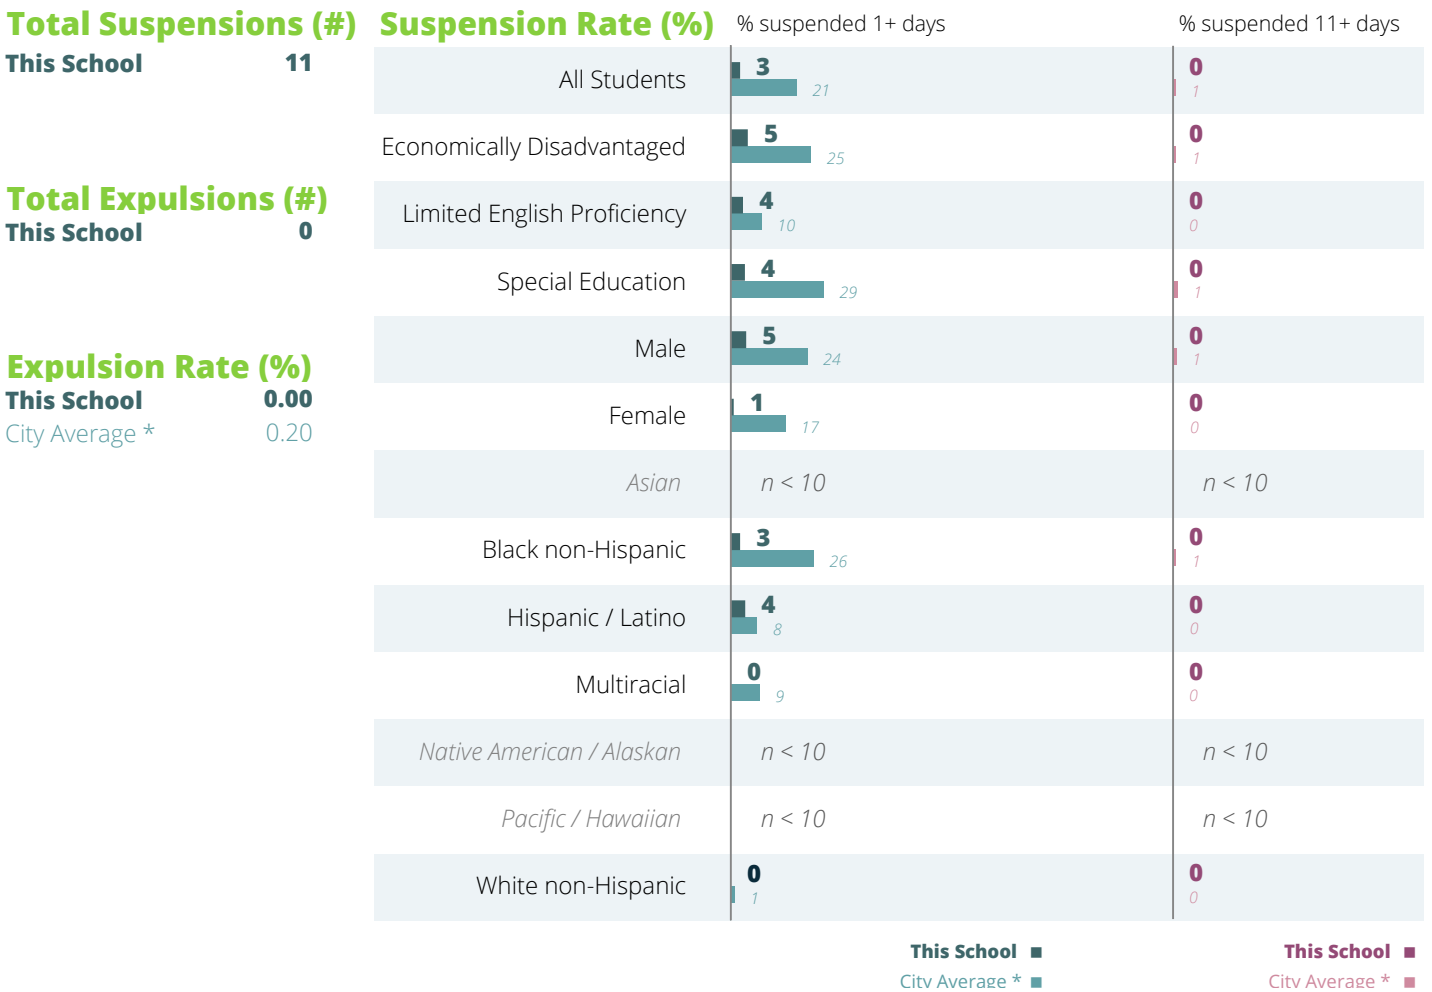 Total Suspensions (#)
This School 11
Total Expulsions (#)
This School 0
Expulsion Rate (%)
This School 0.00
City Average * 0.20
Suspension Rate (%) % suspended 1+ days % suspended 11+ days
All Students 3 0
21 1
Economically Disadvantaged 5 0
25 1
Limited English Proficiency 4 0
10 0
Special Education 4 0
29 1
Male 5 0
24 1
Female 1 0
17 0
Asian n < 10 n < 10
Black non-Hispanic 3 0
26 1
Hispanic / Latino 4 0
8 0
Multiracial 0 0
9 0
Native American / Alaskan n < 10 n < 10
Pacific / Hawaiian n < 10 n < 10
White non-Hispanic 0 0
1 0
This School This School
City Average * City Average *